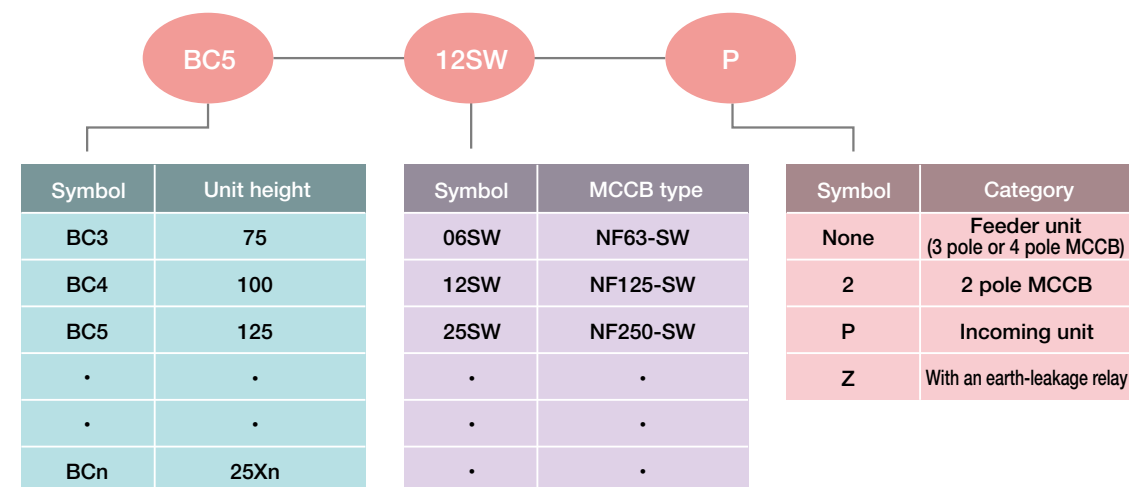 BC5 12SW P
Symbol Unit height
BC3 75
BC4 100
BC5 125
• •
• •
BCn 25Xn
Symbol MCCB type
06SW NF63-SW
12SW NF125-SW
25SW NF250-SW
• •
• •
• •
Symbol Category
None Feeder unit
(3 pole or 4 pole MCCB)
2 2 pole MCCB
P Incoming unit
Z With an earth-leakage relay